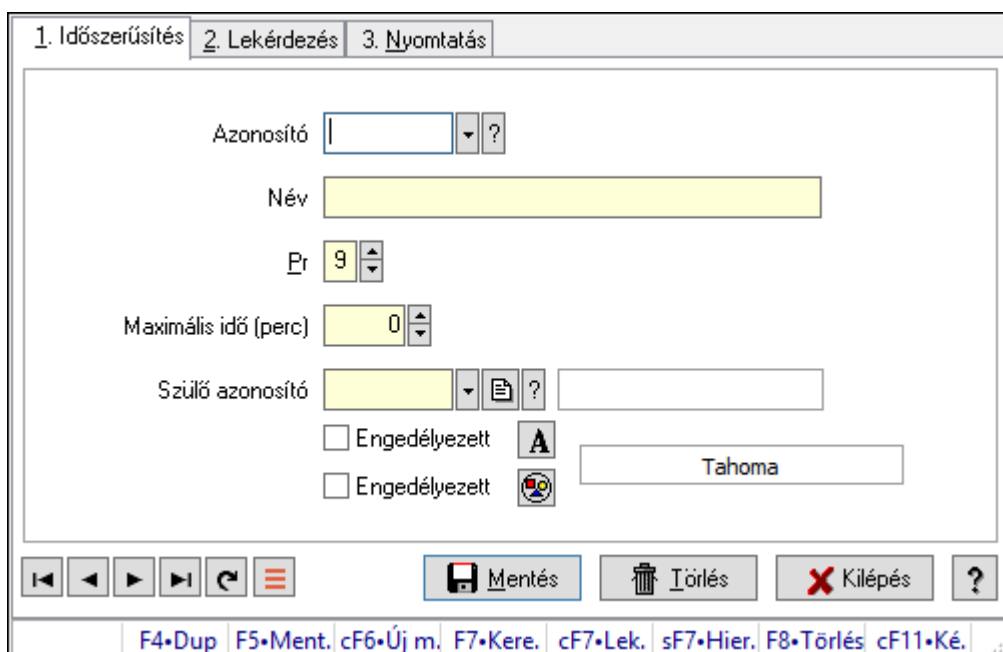 1. Időszerűsítés 2. Lekérdezés 3. Nyomtatás
Azonosító ?
Név
Pr 9
Maximális idő (perc) 0
Szülő azonosító ?
Engedélyezett A
Tahoma
Engedélyezett
Mentés Törlés Kilépés ?
F4•Dup F5•Ment. cF6•Új m. F7•Kere. cF7•Lek. sF7•Hier. F8•Törlés cF11•Ké.